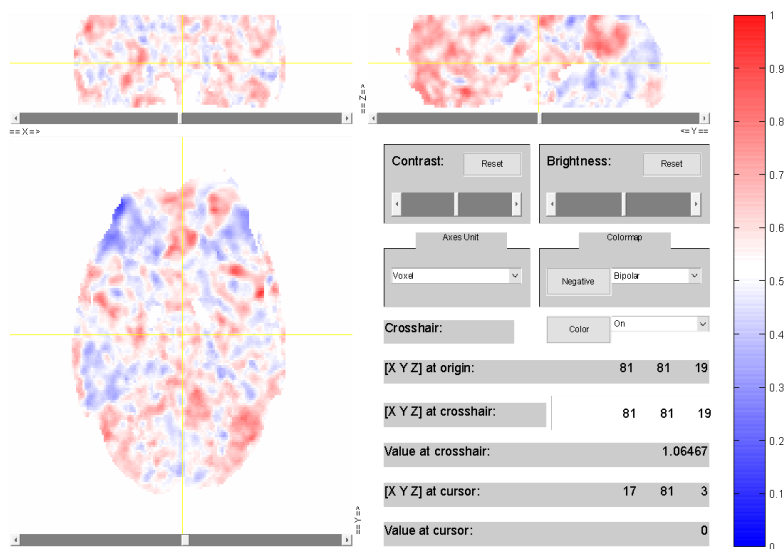 == X =>
== Z =>
<= Y ==
== Y =>
Contrast:
Reset
Brightness:
Reset
Axes Unit
Voxel
Colormap
Negative
Bipolar
Crosshair:
Color
On
[X Y Z] at origin:
81 81 19
[X Y Z] at crosshair:
81 81 19
Value at crosshair:
1.06467
[X Y Z] at cursor:
17 81 3
Value at cursor:
0
1
0.9
0.8
0.7
0.6
0.5
0.4
0.3
0.2
0.1
0